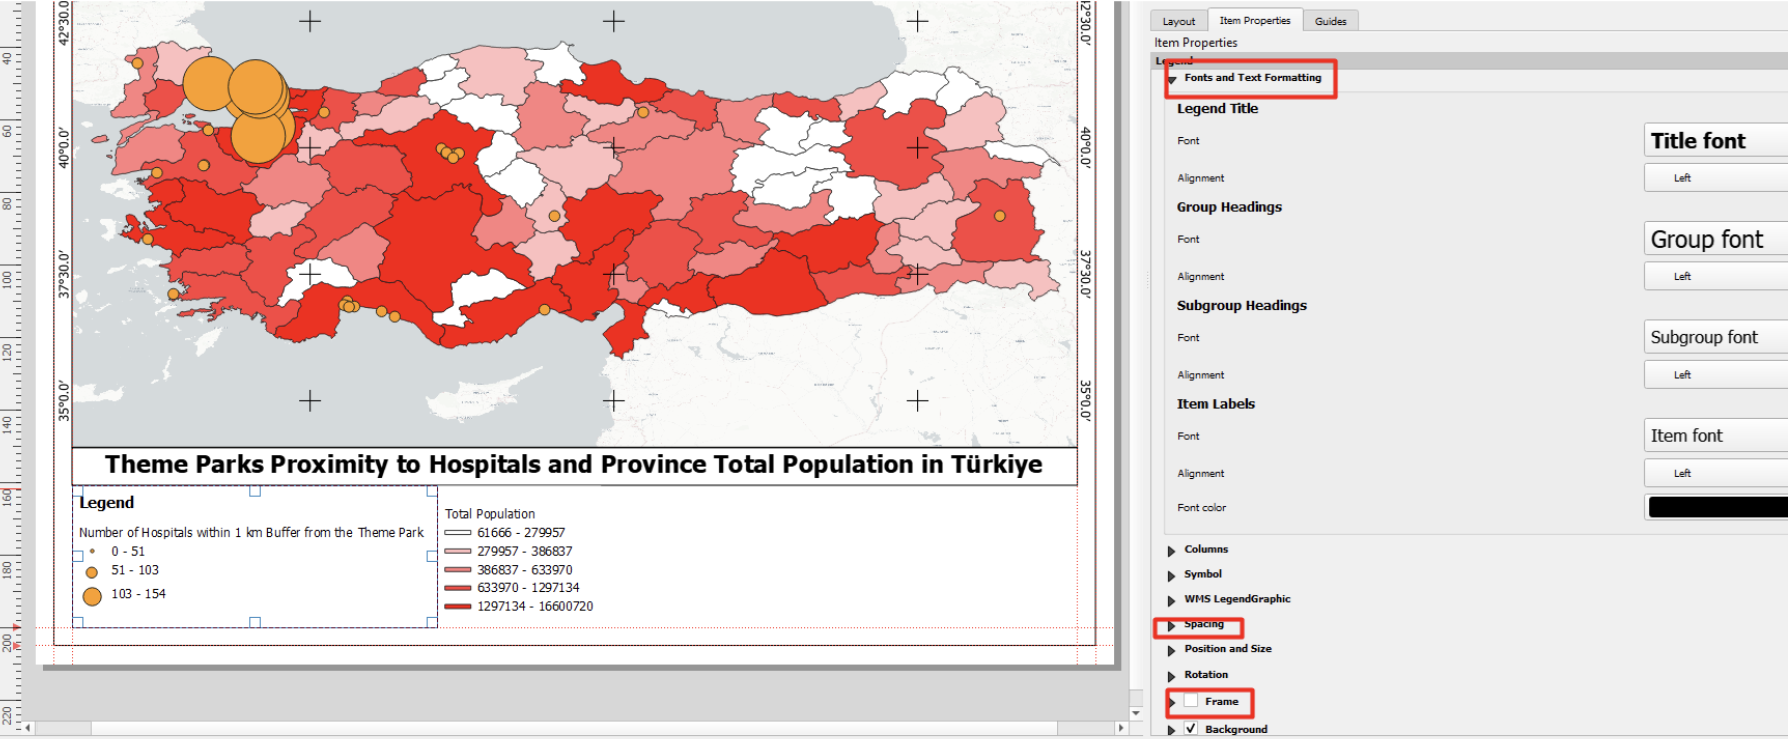 42°30.0
12°30.0'
40°0.0'
40°0.0'
37°30.0'
37°30.0'
35°0.0'
35°0.0'
40
60
80
100
120
140
160
180
200
220
Theme Parks Proximity to Hospitals and Province Total Population in Türkiye
Legend
Number of Hospitals within 1 km Buffer from the Theme Park
0 - 51
51 - 103
103 - 154
Total Population
61666 - 279957
279957 - 386837
386837 - 633970
633970 - 1297134
1297134 - 16600720
Layout Item Properties Guides
Item Properties
Legend
Fonts and Text Formatting
Legend Title
Font Title font
Alignment Left
Group Headings
Font Group font
Alignment Left
Subgroup Headings
Font Subgroup font
Alignment Left
Item Labels
Font Item font
Alignment Left
Font color
Columns
Symbol
WMS LegendGraphic
Spacing
Position and Size
Rotation
Frame
Background